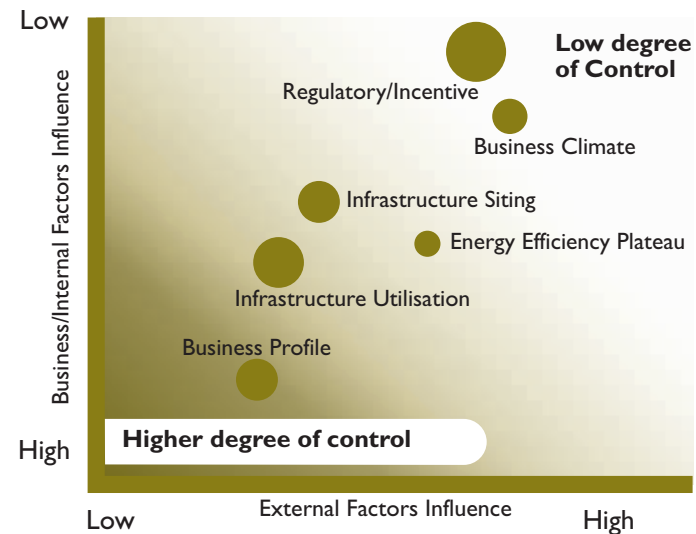 Low
Low degree
of Control
Regulatory/Incentive
Business Climate
Business/Internal Factors Influence
Infrastructure Siting
Energy Efficiency Plateau
Infrastructure Utilisation
Business Profile
Higher degree of control
High
External Factors Influence
Low
High